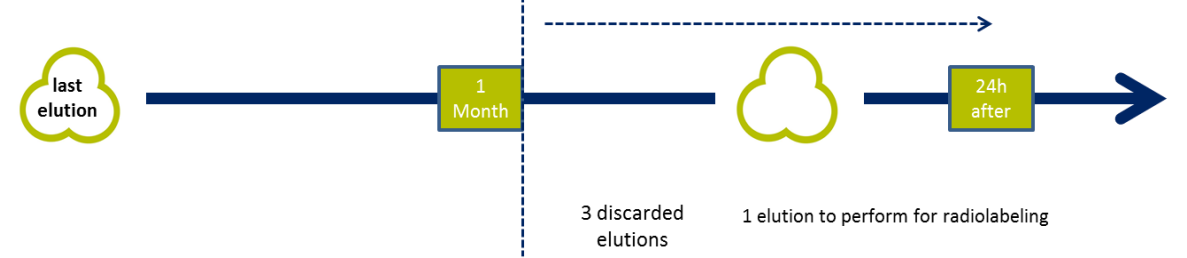 last
elution
1
Month
24h
after
3 discarded
elutions
1 elution to perform for radiolabeling